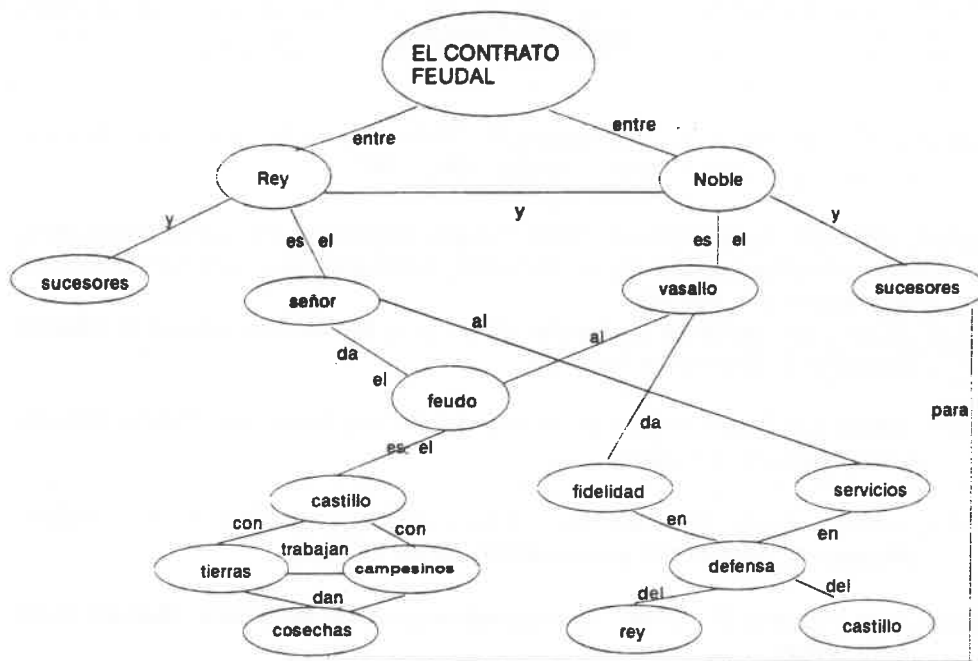 EL CONTRATO
FEUDAL
entre
entre
Rey
Noble
y
y
y
es el
es el
sucesores
señor
vasallo
sucesores
al
al
da
el
feudo
para
da
es el
castillo
fidelidad
servicios
con
con
en
en
trabajan
tierras
campesinos
defensa
dan
del
del
cosechas
rey
castillo